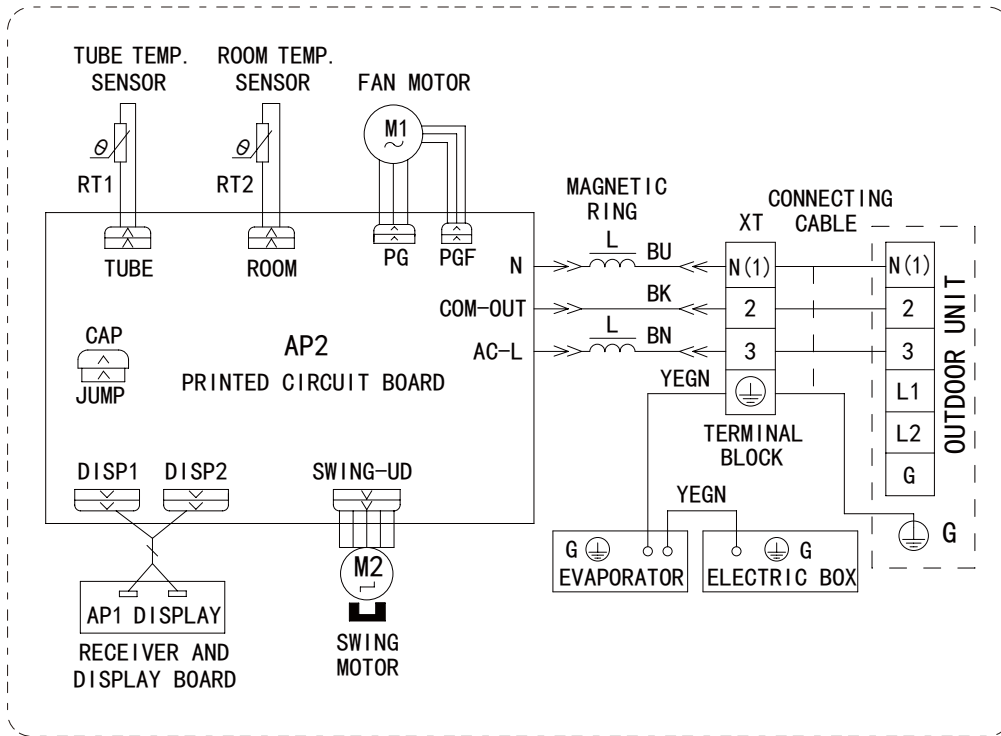 TUBE TEMP.
SENSOR
ROOM TEMP.
SENSOR
FAN MOTOR
θ
RT1
θ
RT2
M1
TUBE
ROOM
PG
PGF
MAGNETIC
RING
XT
CONNECTING
CABLE
N
L
BU
N(1)
N(1)
COM-OUT
BK
2
2
AC-L
L
BN
3
3
YEGN
L1
L2
G
G
OUTDOOR UNIT
TERMINAL
BLOCK
CAP
JUMP
AP2
PRINTED CIRCUIT BOARD
DISP1
DISP2
SWING-UD
YEGN
G
EVAPORATOR
G
ELECTRIC BOX
M2
SWING
MOTOR
AP1 DISPLAY
RECEIVER AND
DISPLAY BOARD